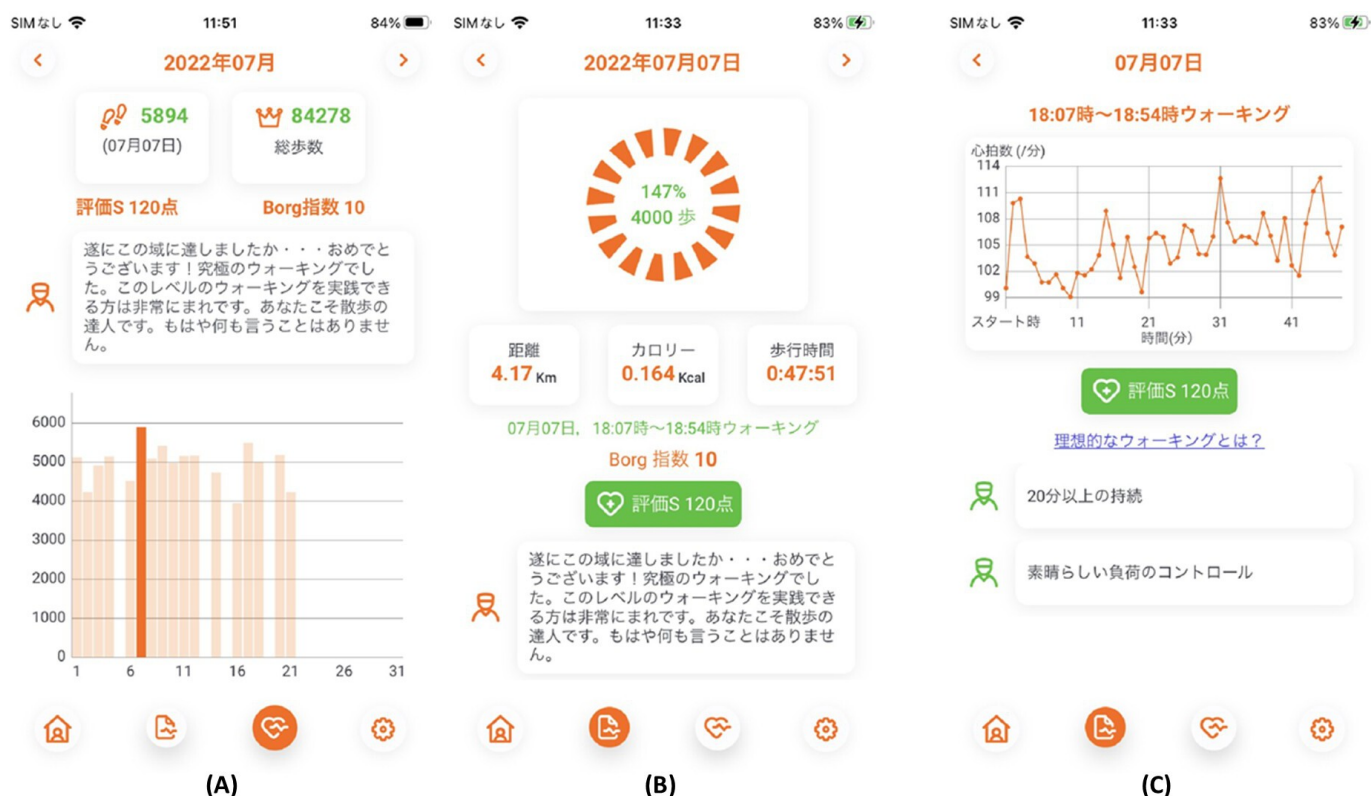 SIMなし 11:51 84%
2022年07月
5894
(07月07日)
84278
総歩数
評価S 120点
Borg指数 10
遂にこの域に達しましたか・・・おめでと
うございます！究極のウォーキングでし
た。このレベルのウォーキングを実践でき
る方は非常にまれです。あなたこそ散歩の
達人です。もはや何も言うことはありませ
ん。
6000
5000
4000
3000
2000
1000
0
1 6 11 16 21 26 31
(A)
SIMなし 11:33 83%
2022年07月07日
147%
4000 歩
距離
4.17 Km
カロリー
0.164 Kcal
歩行時間
0:47:51
07月07日，18:07時～18:54時ウォーキング
Borg 指数 10
評価S 120点
遂にこの域に達しましたか・・・おめでと
うございます！究極のウォーキングでし
た。このレベルのウォーキングを実践でき
る方は非常にまれです。あなたこそ散歩の
達人です。もはや何も言うことはありませ
ん。
(B)
SIMなし 11:33 83%
07月07日
18:07時～18:54時ウォーキング
心拍数 (/分)
114
111
108
105
102
99
スタート時 11 21 31 41
時間(分)
評価S 120点
理想的なウォーキングとは？
20分以上の持続
素晴らしい負荷のコントロール
(C)